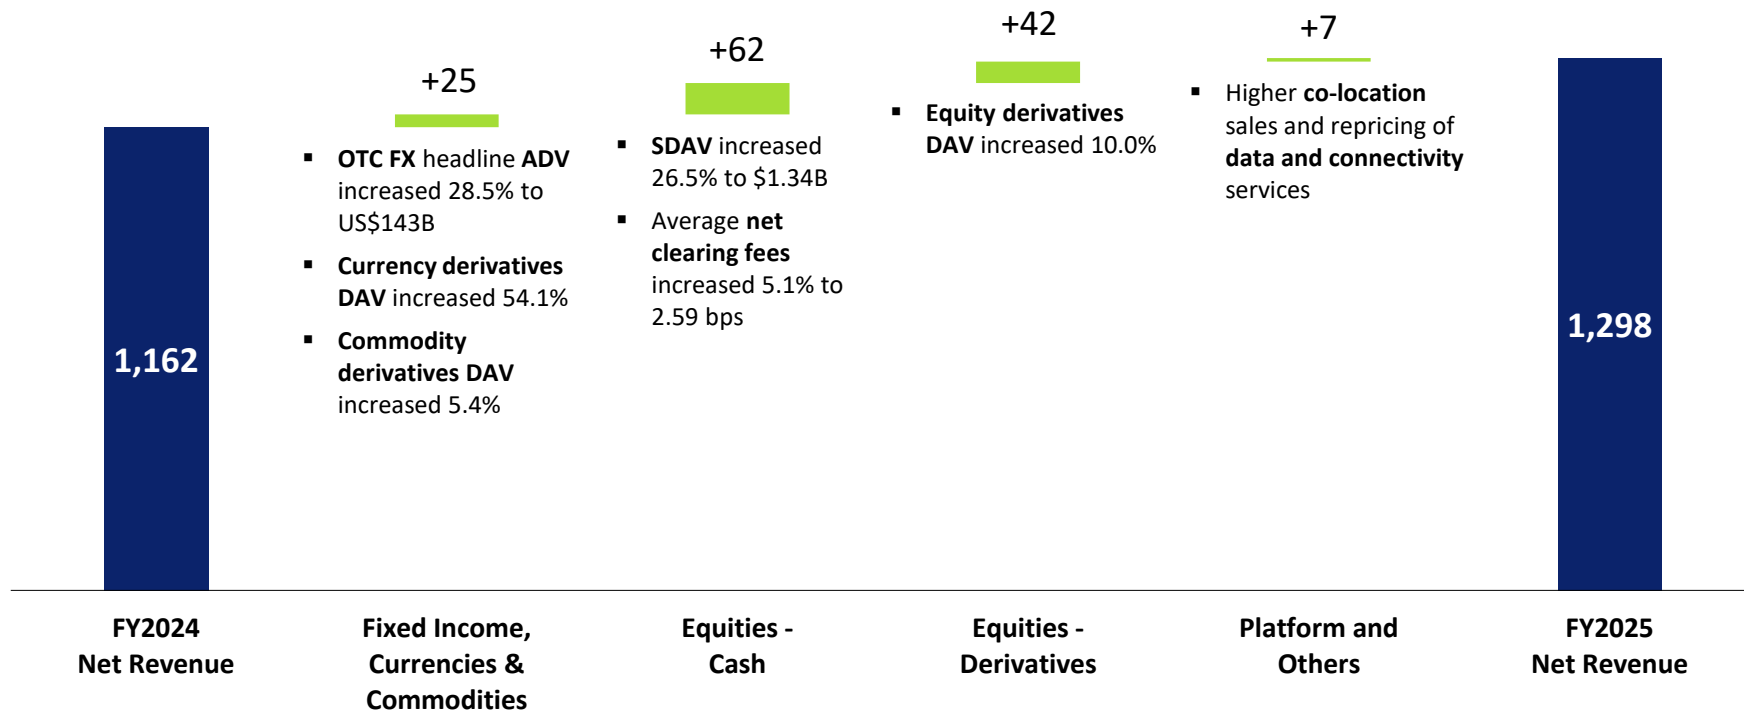 1,162
FY2024
Net Revenue
+25
▪ OTC FX headline ADV
increased 28.5% to
US$143B
▪ Currency derivatives
DAV increased 54.1%
▪ Commodity
derivatives DAV
increased 5.4%
Fixed Income,
Currencies &
Commodities
+62
▪ SDAV increased
26.5% to $1.34B
▪ Average net
clearing fees
increased 5.1% to
2.59 bps
Equities -
Cash
+42
▪ Equity derivatives
DAV increased 10.0%
Equities -
Derivatives
+7
▪ Higher co-location
sales and repricing of
data and connectivity
services
Platform and
Others
1,298
FY2025
Net Revenue